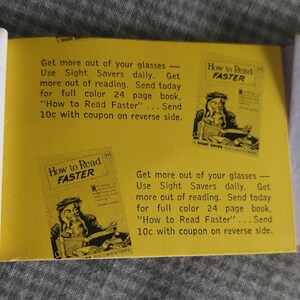 Get more out of your glasses —
Use Sight Savers daily. Get
more out of reading. Send today
for full color 24 page book,
"How to Read Faster" ... Send
10c with coupon on reverse side.
How to Read
FASTER
How to Read
FASTER
Get more out of your glasses —
Use Sight Savers daily. Get
more out of reading. Send today
for full color 24 page book,
"How to Read Faster" ... Send
10c with coupon on reverse side.